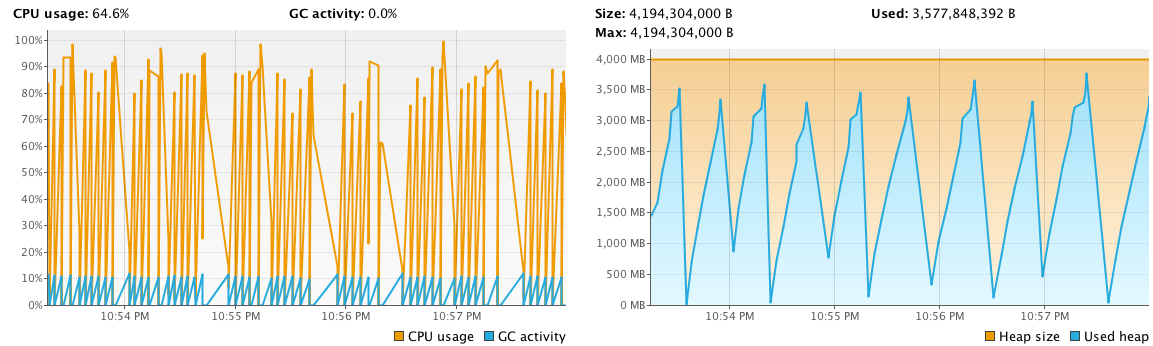 CPU usage: 64.6% GC activity: 0.0%
100%
90%
80%
70%
60%
50%
40%
30%
20%
10%
0%
10:54 PM 10:55 PM 10:56 PM 10:57 PM
CPU usage GC activity
Size: 4,194,304,000 B Used: 3,577,848,392 B
Max: 4,194,304,000 B
4,000 MB
3,500 MB
3,000 MB
2,500 MB
2,000 MB
1,500 MB
1,000 MB
500 MB
0 MB
10:54 PM 10:55 PM 10:56 PM 10:57 PM
Heap size Used heap